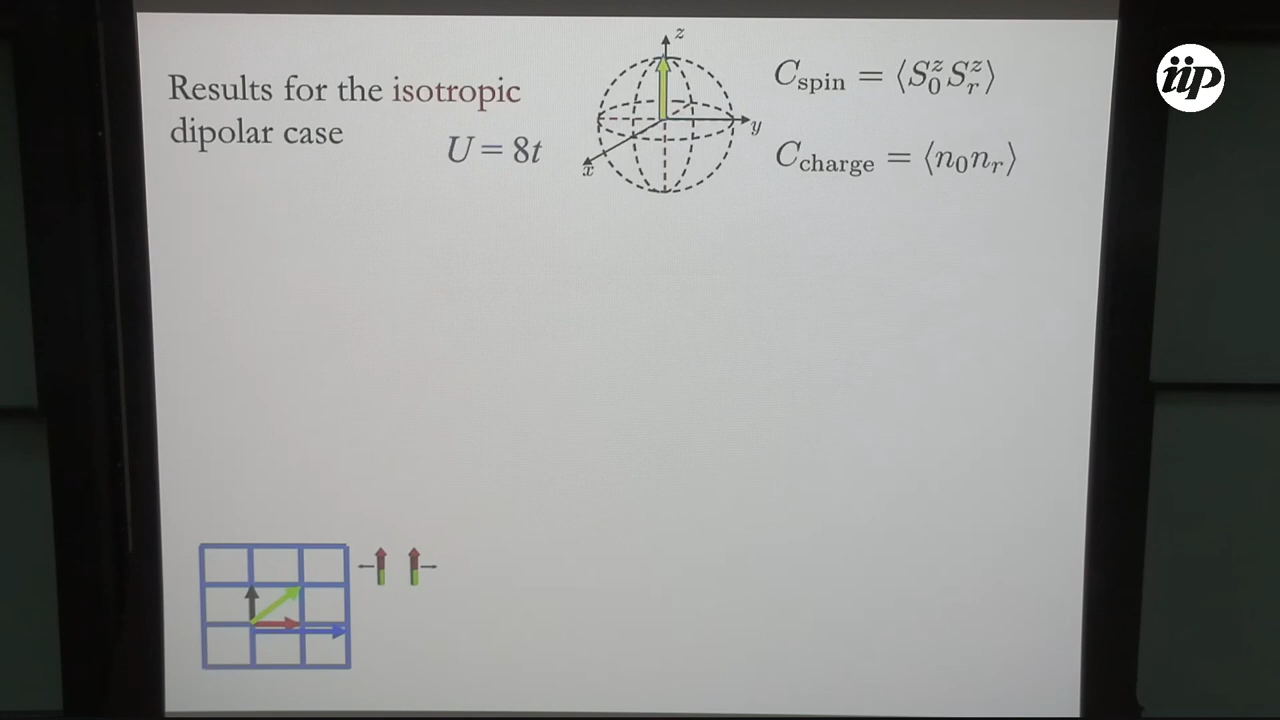 Results for the isotropic
dipolar case
U = 8t
z
y
x
C_spin = ⟨S_0^z S_r^z⟩
C_charge = ⟨n_0 n_r⟩
iip